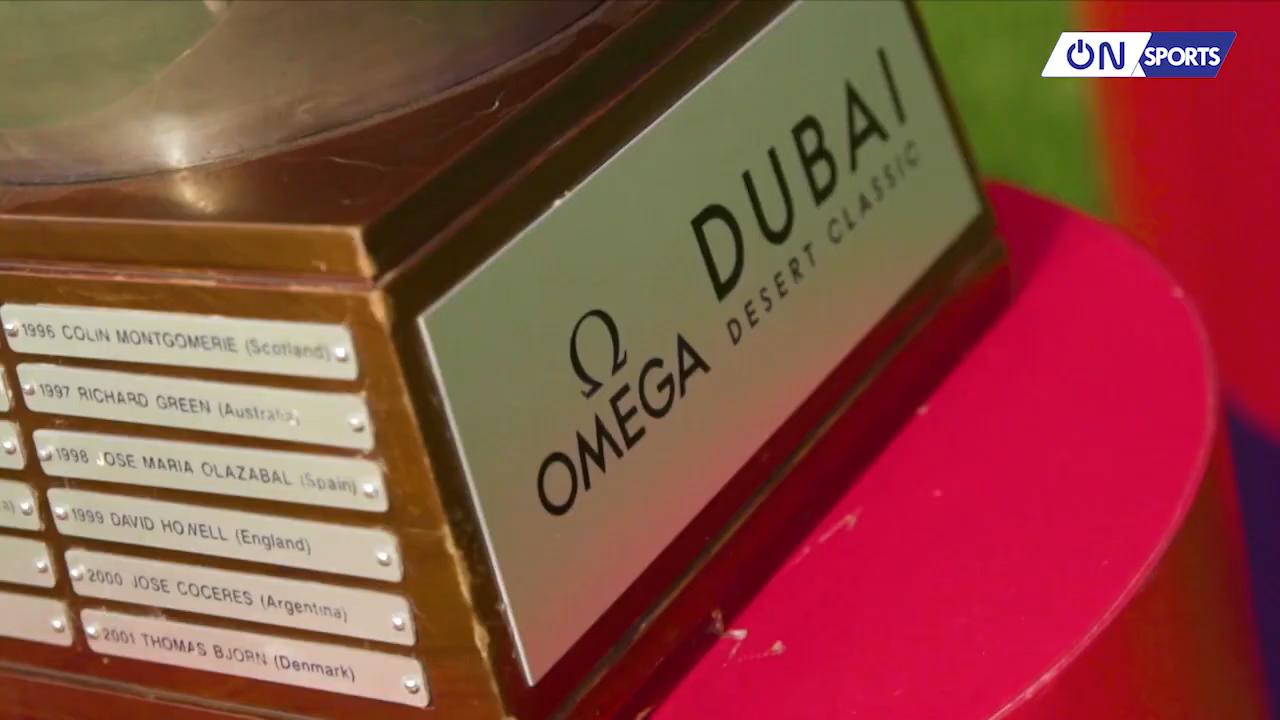 ON SPORTS
DUBAI
DESERT CLASSIC
Ω
OMEGA
1996 COLIN MONTGOMERIE (Scotland)
1997 RICHARD GREEN (Australia)
1998 JOSE MARIA OLAZABAL (Spain)
1999 DAVID HOWELL (England)
2000 JOSE COCERES (Argentina)
2001 THOMAS BJORN (Denmark)